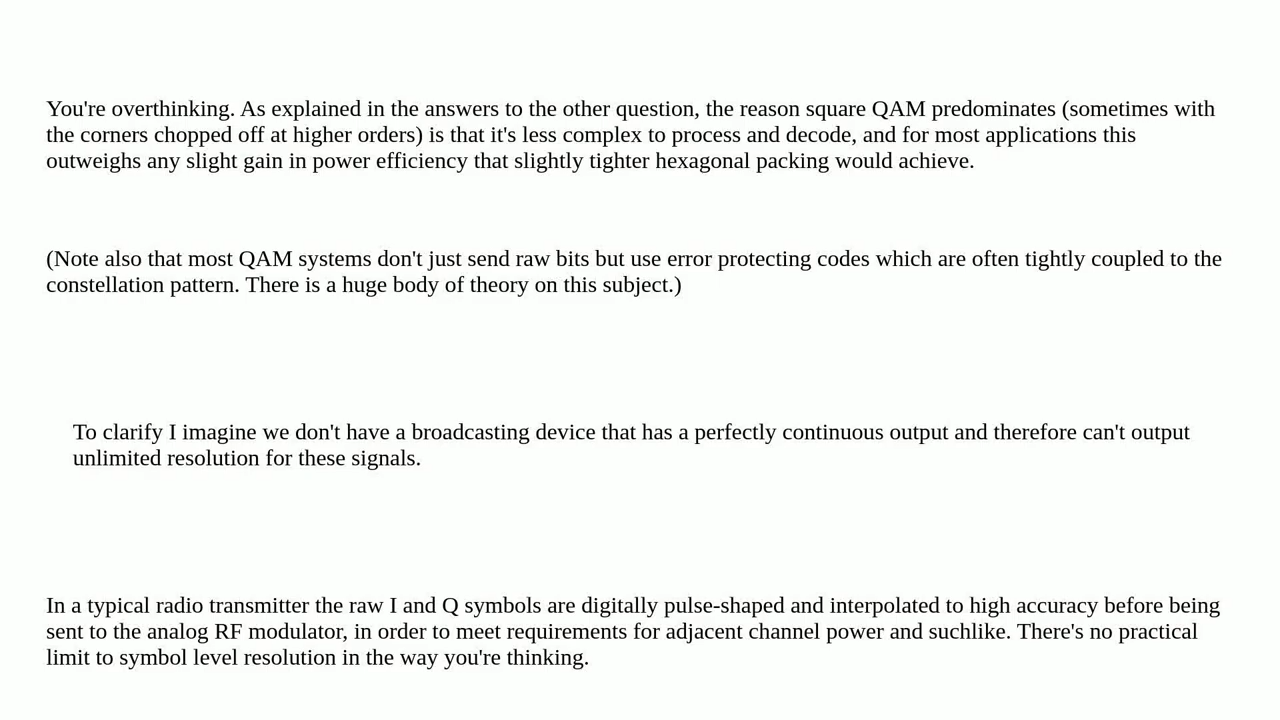 You're overthinking. As explained in the answers to the other question, the reason square QAM predominates (sometimes with
the corners chopped off at higher orders) is that it's less complex to process and decode, and for most applications this
outweighs any slight gain in power efficiency that slightly tighter hexagonal packing would achieve.
(Note also that most QAM systems don't just send raw bits but use error protecting codes which are often tightly coupled to the
constellation pattern. There is a huge body of theory on this subject.)
To clarify I imagine we don't have a broadcasting device that has a perfectly continuous output and therefore can't output
unlimited resolution for these signals.
In a typical radio transmitter the raw I and Q symbols are digitally pulse-shaped and interpolated to high accuracy before being
sent to the analog RF modulator, in order to meet requirements for adjacent channel power and suchlike. There's no practical
limit to symbol level resolution in the way you're thinking.